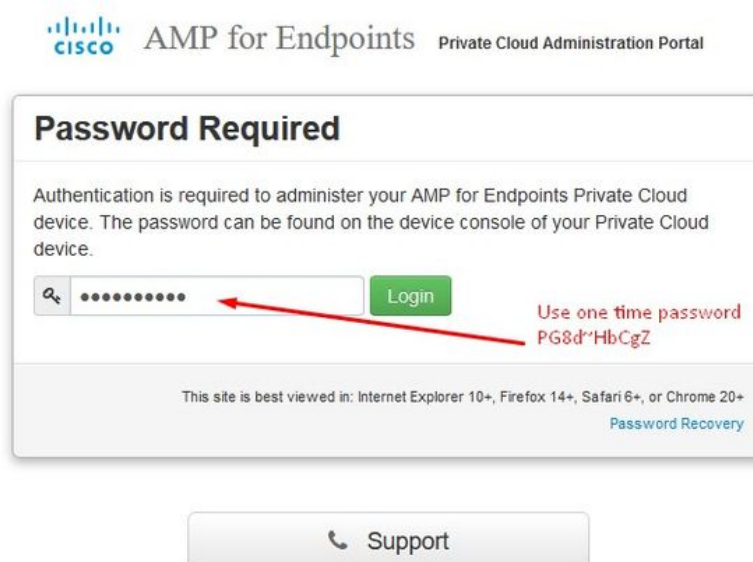 CISCO AMP for Endpoints Private Cloud Administration Portal
Password Required
Authentication is required to administer your AMP for Endpoints Private Cloud
device. The password can be found on the device console of your Private Cloud
device.
Login
Use one time password
PG8d~HbCgZ
This site is best viewed in: Internet Explorer 10+, Firefox 14+, Safari 6+, or Chrome 20+
Password Recovery
Support